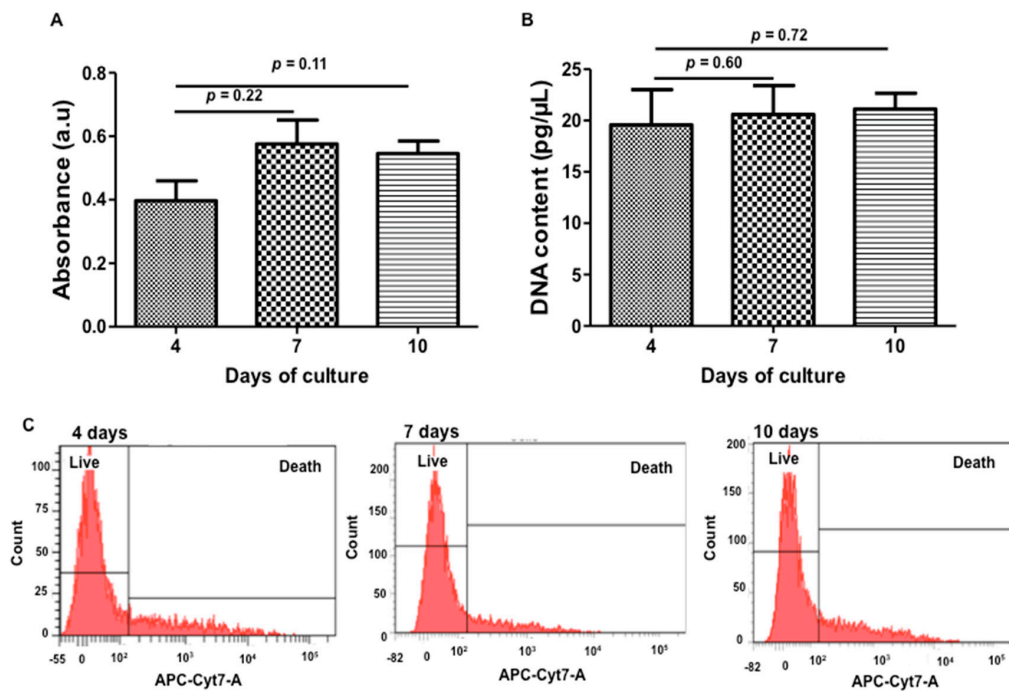 A
p = 0.11
p = 0.22
0.8
0.6
0.4
0.2
0.0
Absorbance (a.u)
4 7 10
Days of culture
B
p = 0.72
p = 0.60
25
20
15
10
5
0
DNA content (pg/µL)
4 7 10
Days of culture
C
4 days
Live
Death
100
75
50
25
0
Count
-55 0 10² 10³ 10⁴ 10⁵
APC-Cyt7-A
7 days
Live
Death
200
150
100
50
0
Count
-82 0 10² 10³ 10⁴ 10⁵
APC-Cyt7-A
10 days
Live
Death
200
150
100
50
0
Count
-82 0 10² 10³ 10⁴ 10⁵
APC-Cyt7-A